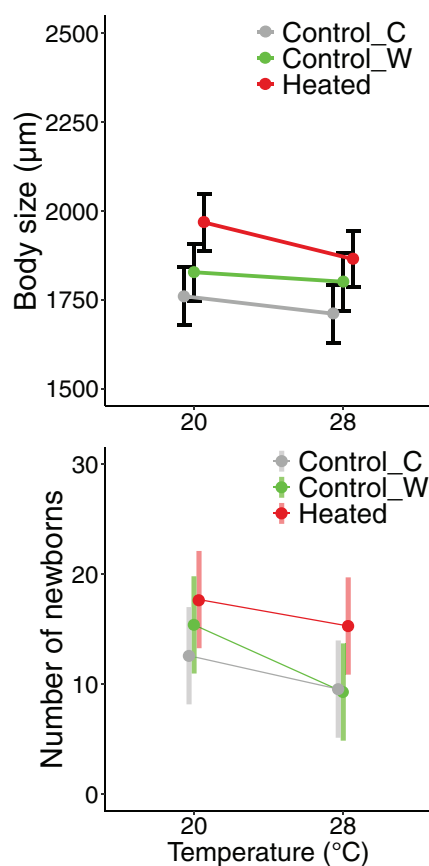 Body size (µm)
2500
2250
2000
1750
1500
Control_C
Control_W
Heated
20
28
Number of newborns
30
20
10
0
Control_C
Control_W
Heated
20
28
Temperature (°C)